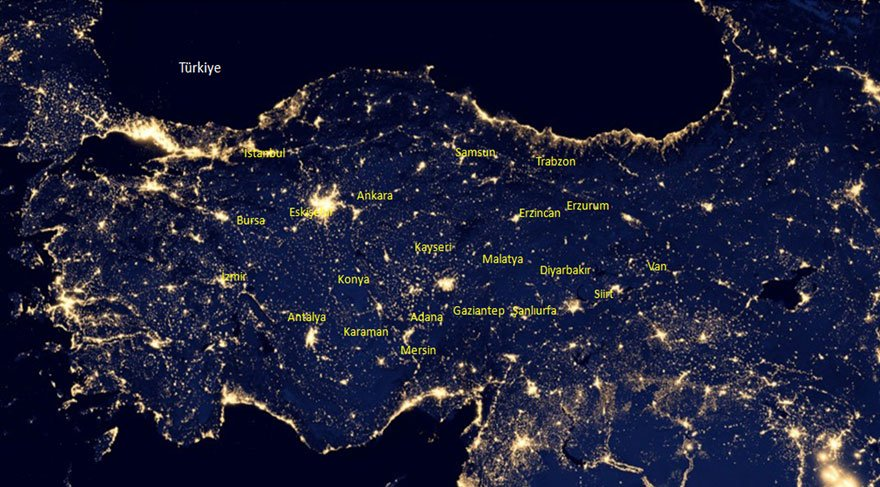 Türkiye
İstanbul
Samsun
Trabzon
Ankara
Eskişehir
Bursa
Erzincan
Erzurum
Kayseri
Malatya
Diyarbakır
Van
İzmir
Konya
Siirt
Antalya
Adana
Gaziantep
Şanlıurfa
Karaman
Mersin